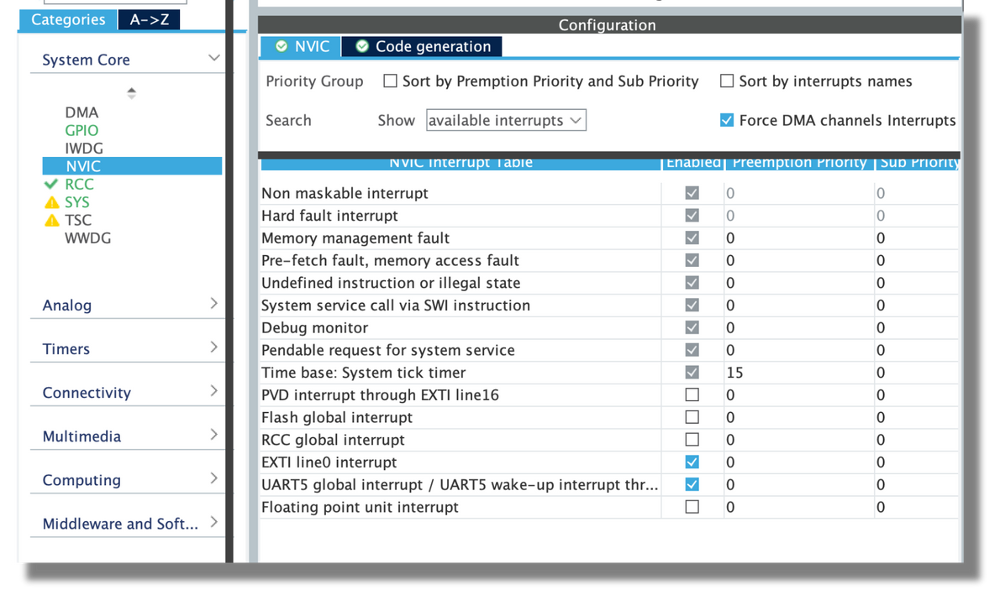 Categories A->Z
System Core
DMA
GPIO
IWDG
NVIC
RCC
SYS
TSC
WWDG
Analog
Timers
Connectivity
Multimedia
Computing
Middleware and Soft...
Configuration
NVIC Code generation
Priority Group Sort by Premption Priority and Sub Priority Sort by interrupts names
Search Show available interrupts Force DMA channels Interrupts
NVIC Interrupt Table Enabled Preemption Priority Sub Priority
Non maskable interrupt 0 0
Hard fault interrupt 0 0
Memory management fault 0 0
Pre-fetch fault, memory access fault 0 0
Undefined instruction or illegal state 0 0
System service call via SWI instruction 0 0
Debug monitor 0 0
Pendable request for system service 0 0
Time base: System tick timer 15 0
PVD interrupt through EXTI line16 0 0
Flash global interrupt 0 0
RCC global interrupt 0 0
EXTI line0 interrupt 0 0
UART5 global interrupt / UART5 wake-up interrupt thr... 0 0
Floating point unit interrupt 0 0